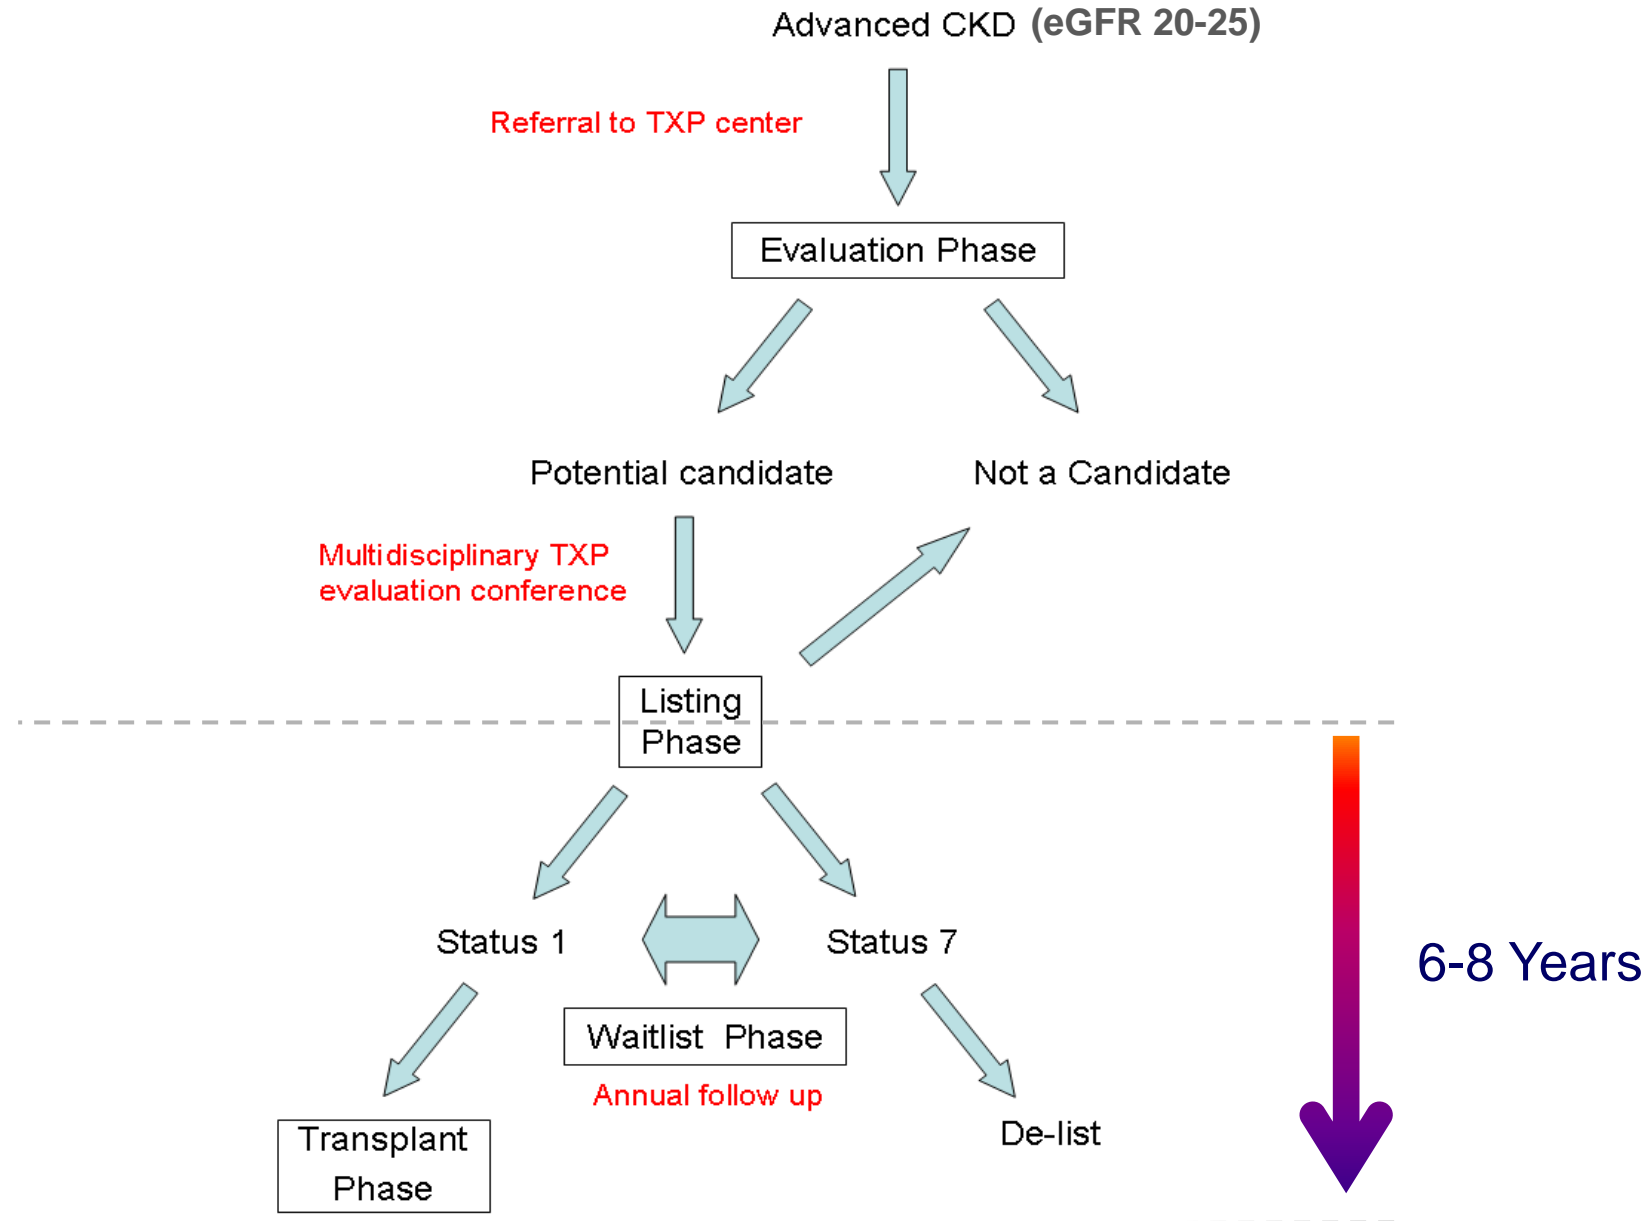 Advanced CKD (eGFR 20-25)
Referral to TXP center
Evaluation Phase
Potential candidate
Not a Candidate
Multidisciplinary TXP
evaluation conference
Listing
Phase
Status 1
Status 7
6-8 Years
Waitlist Phase
Annual follow up
Transplant
Phase
De-list